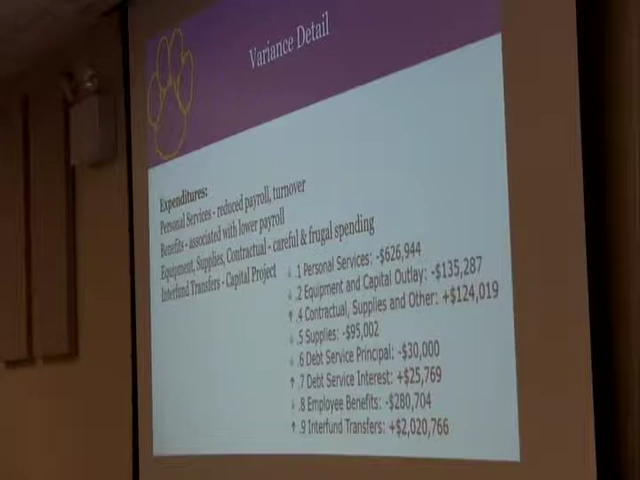 Variance Detail
Expenditures:
Personal Services - reduced payroll, turnover
Benefits - associated with lower payroll
Equipment, Supplies, Contractual - careful & frugal spending
Interfund Transfers - Capital Project
↓ .1 Personal Services: -$626,944
↓ .2 Equipment and Capital Outlay: -$135,287
↑ .4 Contractual, Supplies and Other: +$124,019
↓ .5 Supplies: -$95,002
↓ .6 Debt Service Principal: -$30,000
↑ .7 Debt Service Interest: +$25,769
↓ .8 Employee Benefits: -$280,704
↑ .9 Interfund Transfers: +$2,020,766